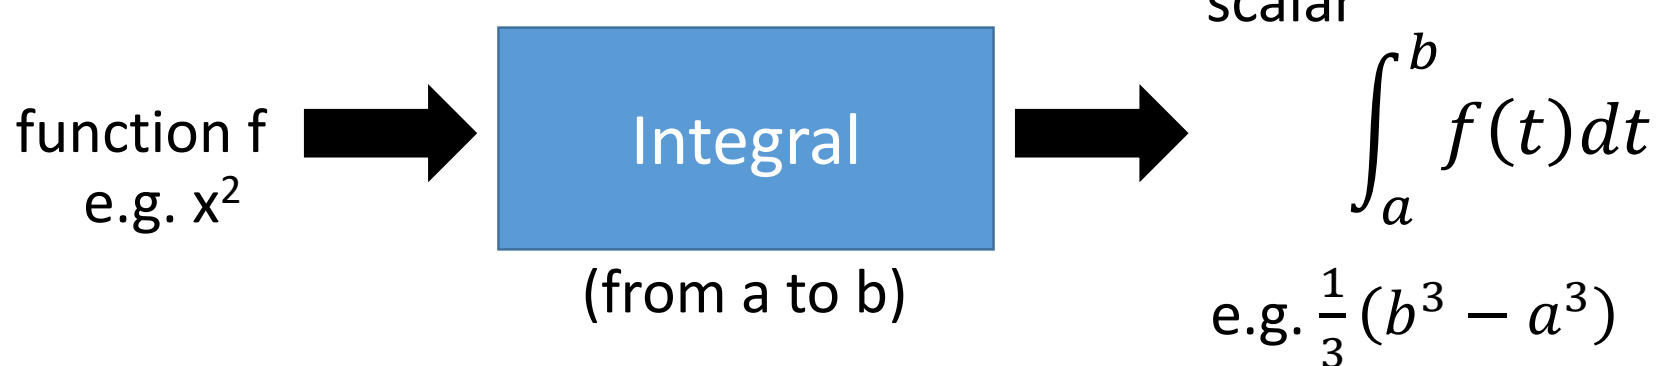 scalar
function f
e.g. x²
Integral
(from a to b)
∫ₐᵇ f(t)dt
e.g. 1/3 (b³ − a³)